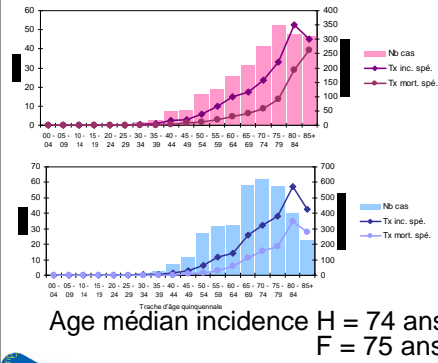 60
50
40
30
20
10
0
400
350
300
250
200
150
100
50
0
Nb cas
Tx inc. spé.
Tx mort. spé.
00 - 05 - 10 - 15 - 20 - 25 - 30 - 35 - 40 - 45 - 50 - 55 - 60 - 65 - 70 - 75 - 80 - 85+
04 09 14 19 24 29 34 39 44 49 54 59 64 69 74 79 84
70
60
50
40
30
20
10
0
700
600
500
400
300
200
100
0
Nb cas
Tx inc. spé.
Tx mort. spé.
00 - 05 - 10 - 15 - 20 - 25 - 30 - 35 - 40 - 45 - 50 - 55 - 60 - 65 - 70 - 75 - 80 - 85+
04 09 14 19 24 29 34 39 44 49 54 59 64 69 74 79 84
Trache d'âge quinquennale
Age médian incidence H = 74 ans
F = 75 ans